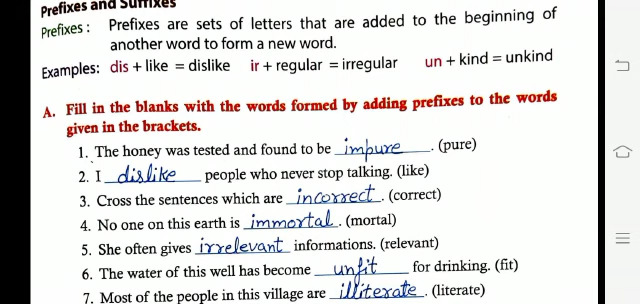 Prefixes and Suffixes
Prefixes : Prefixes are sets of letters that are added to the beginning of
another word to form a new word.
Examples: dis + like = dislike ir + regular = irregular un + kind = unkind
A. Fill in the blanks with the words formed by adding prefixes to the words
given in the brackets.
1. The honey was tested and found to be impure. (pure)
2. I dislike people who never stop talking. (like)
3. Cross the sentences which are incorrect. (correct)
4. No one on this earth is immortal. (mortal)
5. She often gives irrelevant informations. (relevant)
6. The water of this well has become unfit for drinking. (fit)
7. Most of the people in this village are illiterate. (literate)